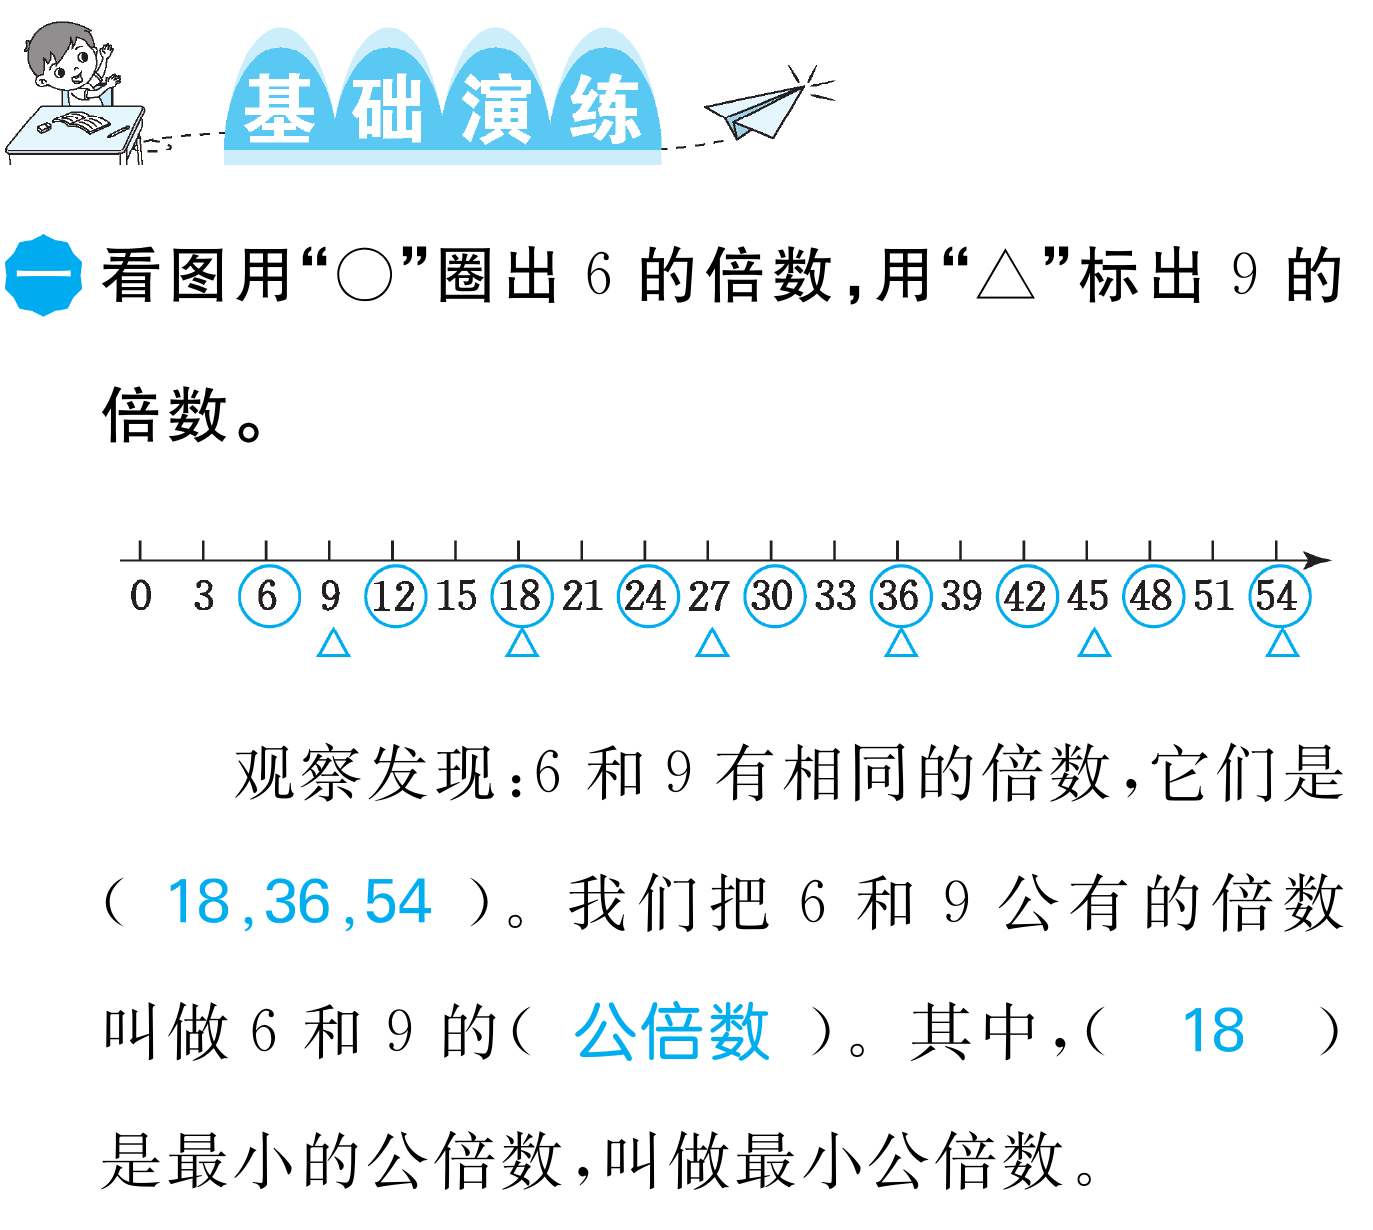 基础演练
一 看图用“○”圈出 6 的倍数,用“△”标出 9 的
倍数。
0 3 6 9 12 15 18 21 24 27 30 33 36 39 42 45 48 51 54
△ △ △ △ △ △
观察发现:6 和 9 有相同的倍数,它们是
( 18,36,54 )。我们把 6 和 9 公有的倍数
叫做 6 和 9 的( 公倍数 )。其中,( 18 )
是最小的公倍数,叫做最小公倍数。